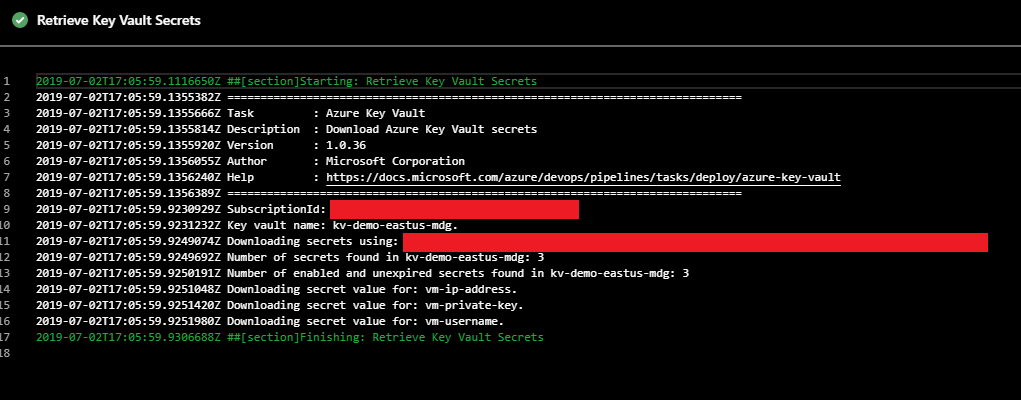 Retrieve Key Vault Secrets
1 2019-07-02T17:05:59.1116650Z ##[section]Starting: Retrieve Key Vault Secrets
2 2019-07-02T17:05:59.1355382Z ==============================================================================
3 2019-07-02T17:05:59.1355666Z Task         : Azure Key Vault
4 2019-07-02T17:05:59.1355814Z Description  : Download Azure Key Vault secrets
5 2019-07-02T17:05:59.1355920Z Version      : 1.0.36
6 2019-07-02T17:05:59.1356055Z Author       : Microsoft Corporation
7 2019-07-02T17:05:59.1356240Z Help         : https://docs.microsoft.com/azure/devops/pipelines/tasks/deploy/azure-key-vault
8 2019-07-02T17:05:59.1356389Z ==============================================================================
9 2019-07-02T17:05:59.9230929Z SubscriptionId:
10 2019-07-02T17:05:59.9231232Z Key vault name: kv-demo-eastus-mdg.
11 2019-07-02T17:05:59.9249074Z Downloading secrets using:
12 2019-07-02T17:05:59.9249692Z Number of secrets found in kv-demo-eastus-mdg: 3
13 2019-07-02T17:05:59.9250191Z Number of enabled and unexpired secrets found in kv-demo-eastus-mdg: 3
14 2019-07-02T17:05:59.9251048Z Downloading secret value for: vm-ip-address.
15 2019-07-02T17:05:59.9251420Z Downloading secret value for: vm-private-key.
16 2019-07-02T17:05:59.9251980Z Downloading secret value for: vm-username.
17 2019-07-02T17:05:59.9306688Z ##[section]Finishing: Retrieve Key Vault Secrets
18